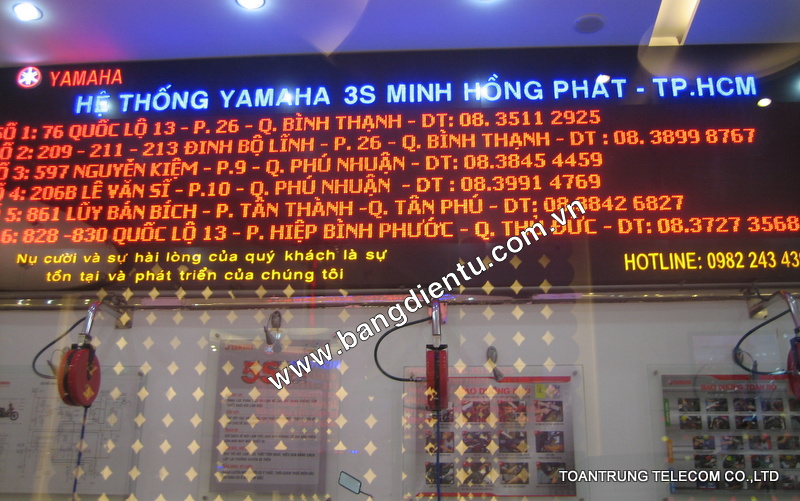 YAMAHA
HỆ THỐNG YAMAHA 3S MINH HỒNG PHÁT - TP.HCM
SỐ 1: 76 QUỐC LỘ 13 - P. 26 - Q. BÌNH THẠNH - DT: 08. 3511 2925
SỐ 2: 209 - 211 - 213 ĐINH BỘ LĨNH - P. 26 - Q. BÌNH THẠNH - DT : 08. 3899 8767
SỐ 3: 597 NGUYỄN KIỆM - P.9 - Q. PHÚ NHUẬN - DT: 08.3845 4459
Ố 4: 206B LÊ VĂN SĨ - P.10 - Q. PHÚ NHUẬN - DT : 08.3991 4769
5: 861 LŨY BÁN BÍCH - P. TÂN THÀNH -Q. TÂN PHÚ - DT: 08.3842 6827
6: 828 -830 QUỐC LỘ 13 - P. HIỆP BÌNH PHƯỚC - Q. THỦ ĐỨC - DT: 08.3727 3568
Nụ cười và sự hài lòng của quý khách là sự
tồn tại và phát triển của chúng tôi
HOTLINE: 0982 243 43
www.bangdientu.com.vn
5S
TOANTRUNG TELECOM CO.,LTD